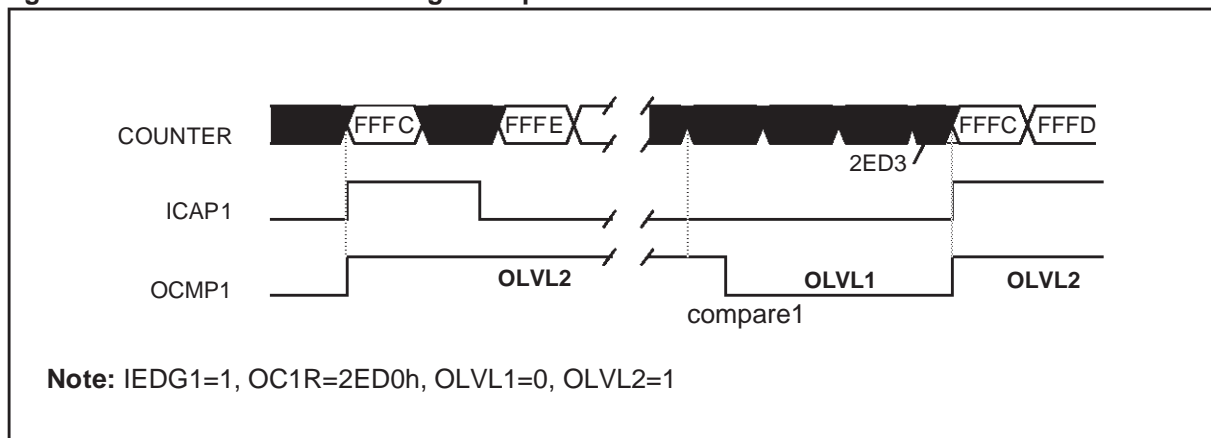 COUNTER FFFC FFFE FFFC FFFD
2ED3
ICAP1
OCMP1 OLVL2 OLVL1 OLVL2
compare1
Note: IEDG1=1, OC1R=2ED0h, OLVL1=0, OLVL2=1